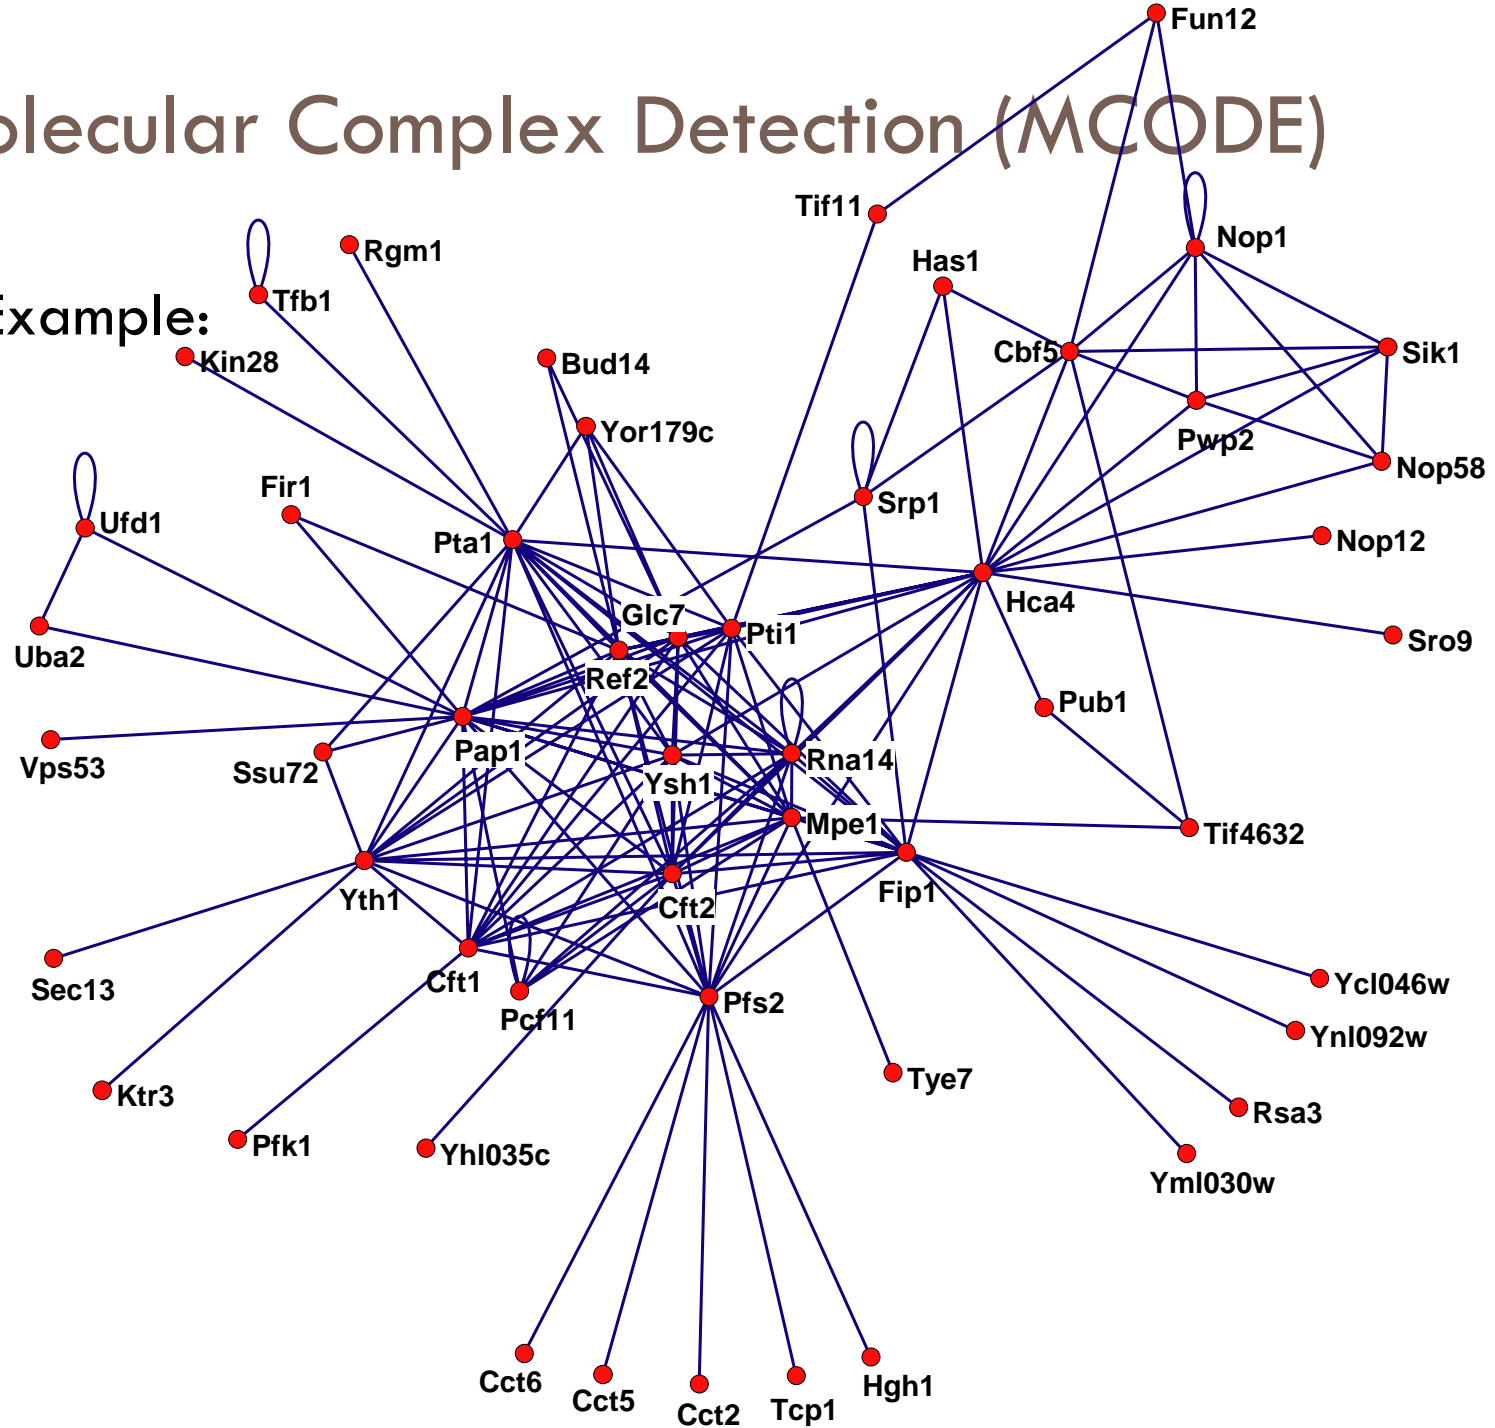 Fun12
olecular Complex Detection (MCODE)
Tif11
Nop1
Rgm1
Has1
Tfb1
Example:
Cbf5
Sik1
Kin28
Bud14
Yor179c
Pwp2
Nop58
Fir1
Srp1
Ufd1
Pta1
Nop12
Hca4
Glc7
Pti1
Sro9
Uba2
Ref2
Pub1
Pap1
Rna14
Vps53
Ssu72
Ysh1
Mpe1
Tif4632
Yth1
Fip1
Cft2
Sec13
Cft1
Ycl046w
Pcf11
Pfs2
Ynl092w
Tye7
Ktr3
Rsa3
Pfk1
Yhl035c
Yml030w
Cct6
Cct5
Cct2
Tcp1
Hgh1